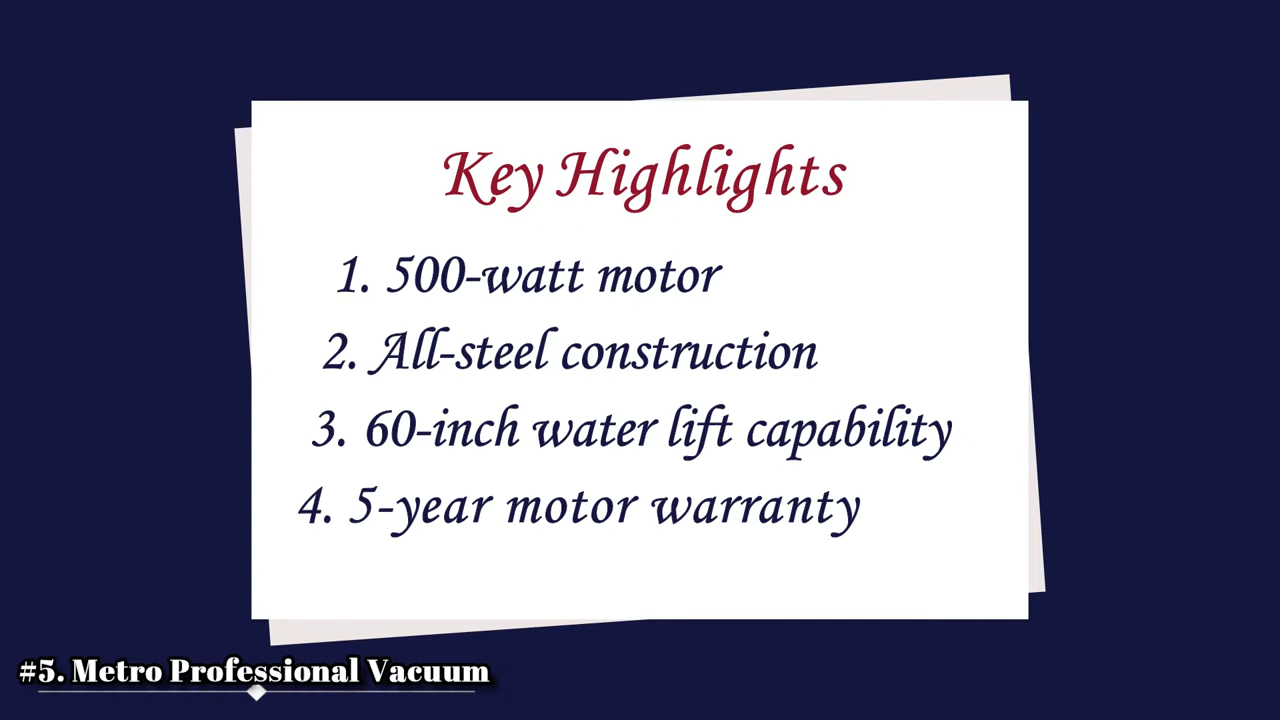 Key Highlights
1. 500-watt motor
2. All-steel construction
3. 60-inch water lift capability
4. 5-year motor warranty
#5. Metro Professional Vacuum